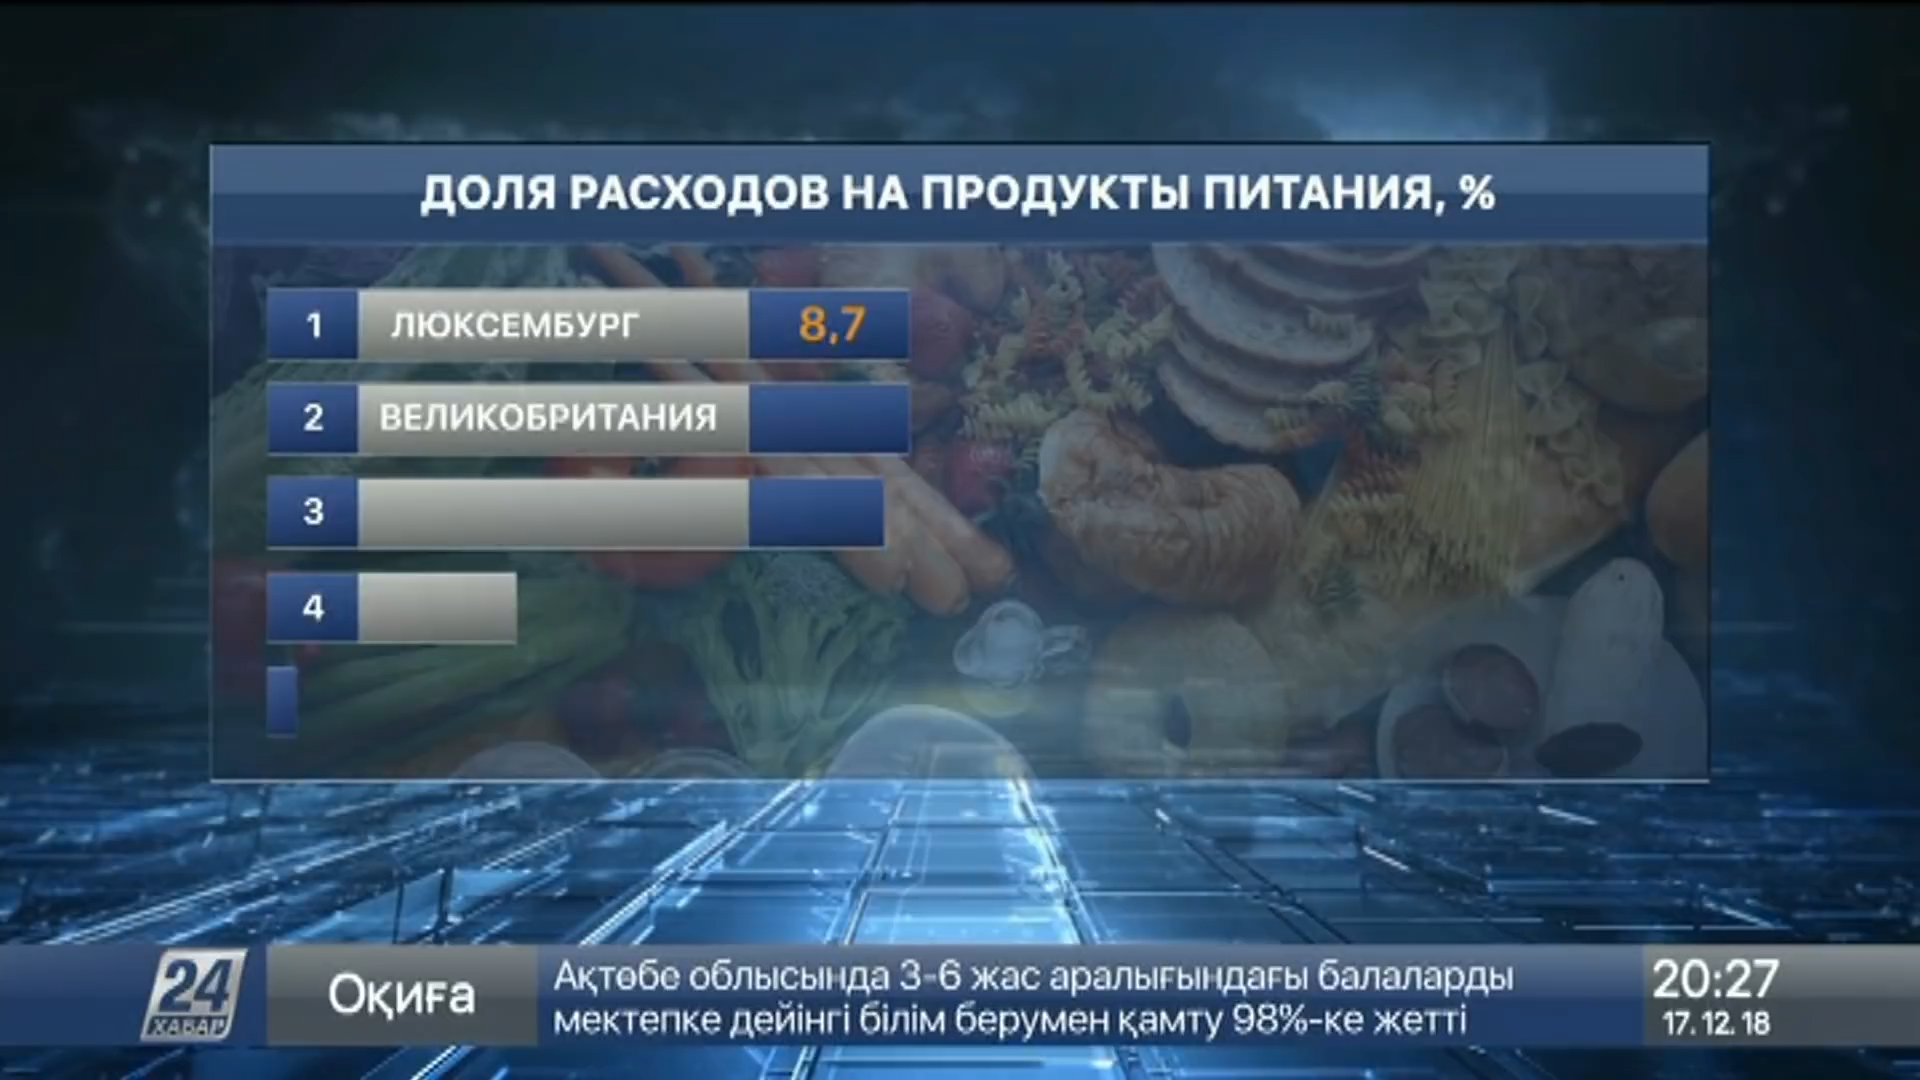 ДОЛЯ РАСХОДОВ НА ПРОДУКТЫ ПИТАНИЯ, %
1 ЛЮКСЕМБУРГ 8,7
2 ВЕЛИКОБРИТАНИЯ
3
4
24 ХАБАР
Оқиға
Ақтөбе облысында 3-6 жас аралығындағы балаларды
мектепке дейінгі білім берумен қамту 98%-ке жетті
20:27
17.12.18